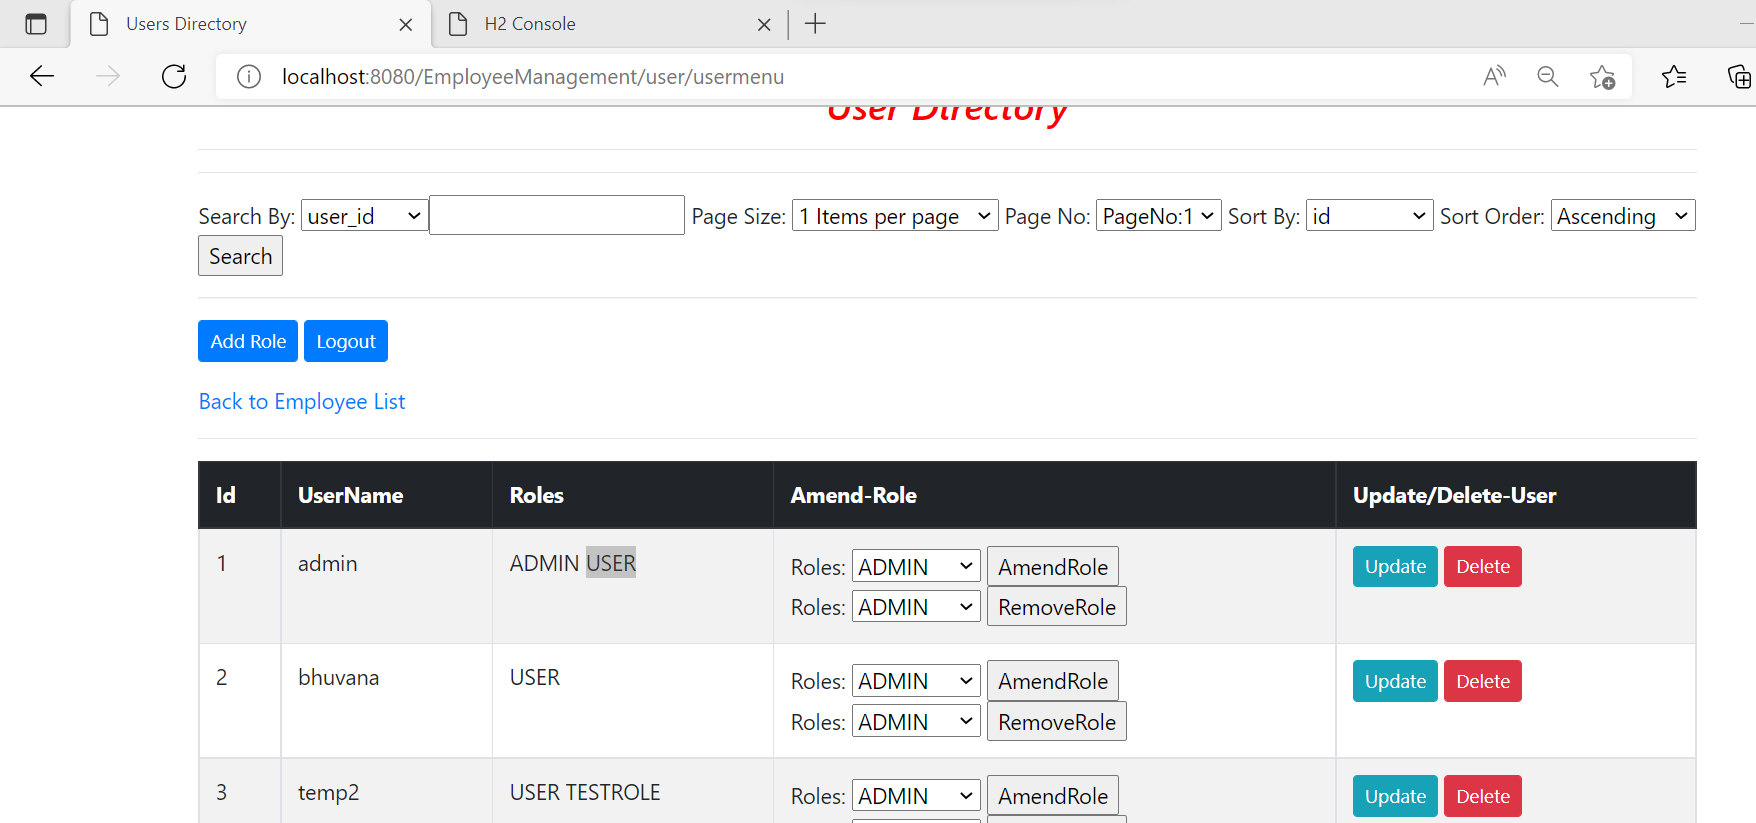 Users Directory
H2 Console
localhost:8080/EmployeeManagement/user/usermenu
User Directory
Search By: user_id Page Size: 1 Items per page Page No: PageNo:1 Sort By: id Sort Order: Ascending
Search
Add Role Logout
Back to Employee List
Id UserName Roles Amend-Role Update/Delete-User
1 admin ADMIN USER Roles: ADMIN AmendRole Update Delete
Roles: ADMIN RemoveRole
2 bhuvana USER Roles: ADMIN AmendRole Update Delete
Roles: ADMIN RemoveRole
3 temp2 USER TESTROLE Roles: ADMIN AmendRole Update Delete